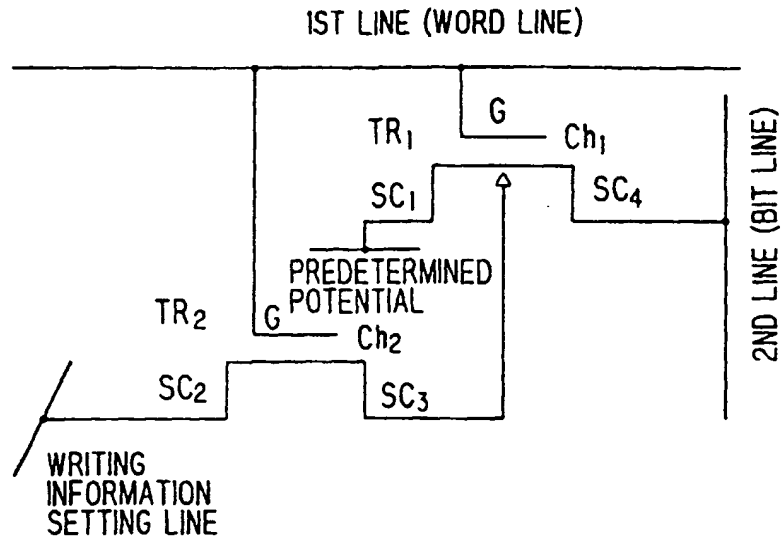 1ST LINE (WORD LINE)
G
TR₁
Ch₁
SC₁
SC₄
2ND LINE (BIT LINE)
PREDETERMINED
POTENTIAL
TR₂
G
Ch₂
SC₂
SC₃
WRITING
INFORMATION
SETTING LINE